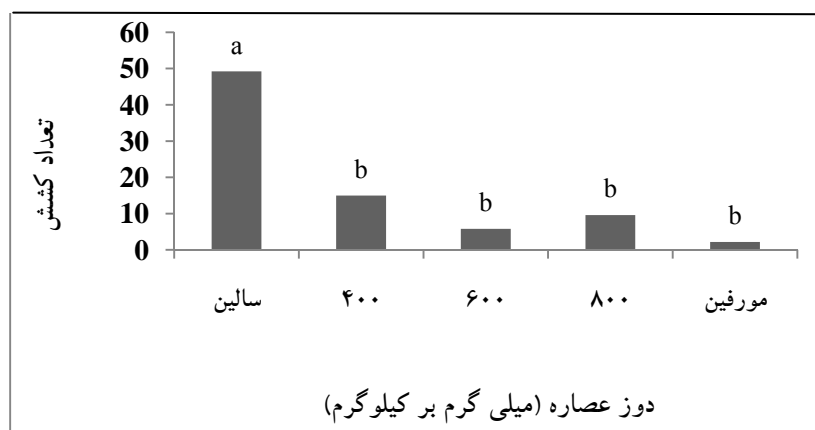 تعداد کشش
60
50
40
30
20
10
0
a
b
b
b
b
سالین
۴۰۰
۶۰۰
۸۰۰
مورفین
دوز عصاره (میلی گرم بر کیلوگرم)